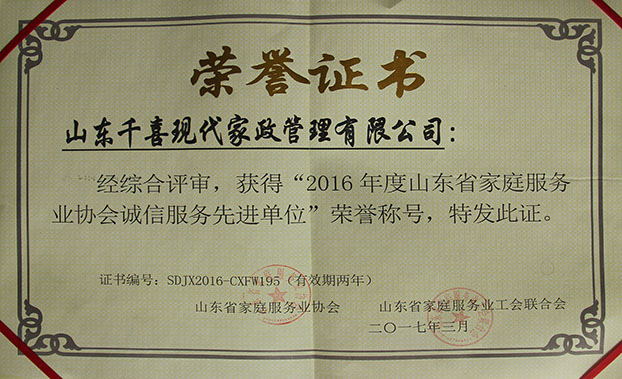 荣誉证书
山东千喜现代家政管理有限公司：
经综合评审，获得“2016年度山东省家庭服务
业协会诚信服务先进单位”荣誉称号，特发此证。
证书编号：SDJX2016-CXFW195（有效期两年）
山东省家庭服务业协会 山东省家庭服务业工会联合会
二〇一七年三月